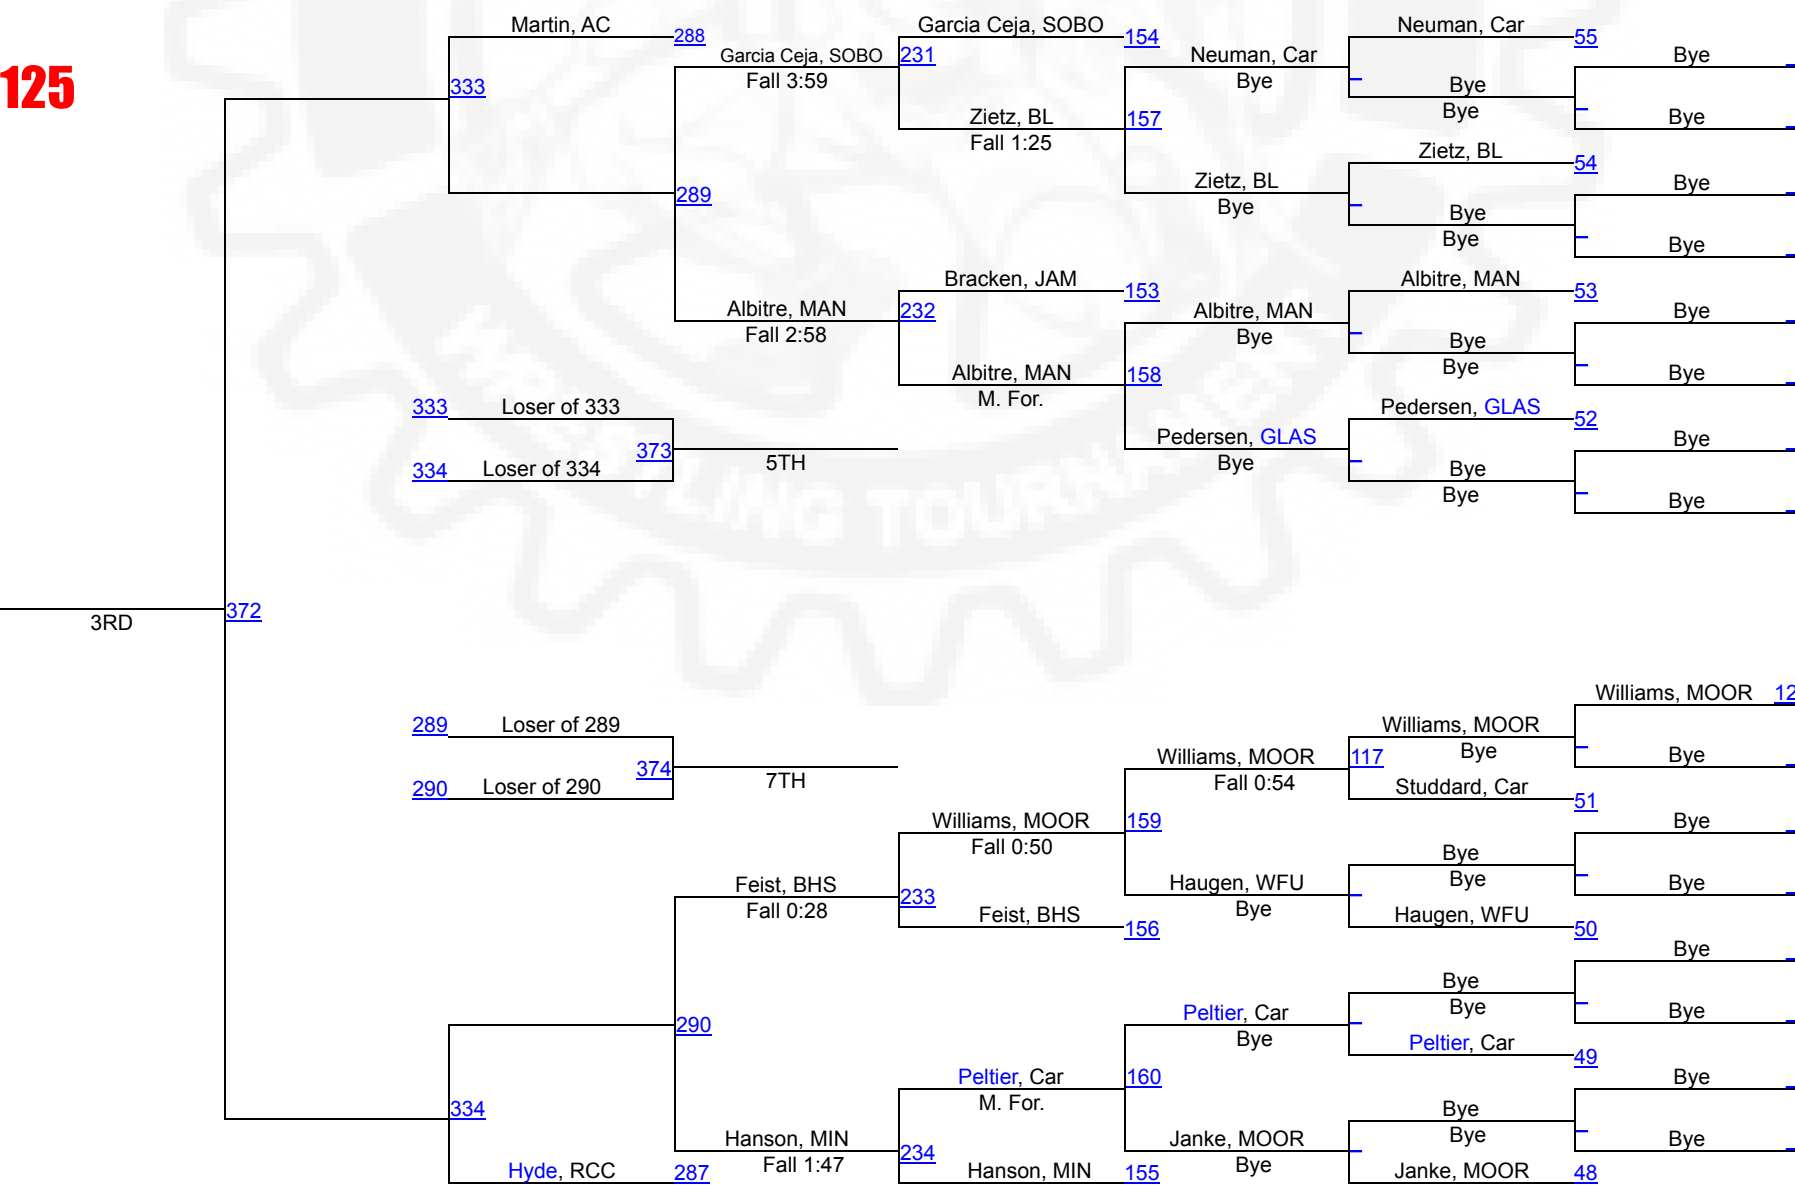 125
Martin, AC
288
333
Garcia Ceja, SOBO
Fall 3:59
289
Albitre, MAN
Fall 2:58
Garcia Ceja, SOBO
154
231
Zietz, BL
Fall 1:25
157
Bracken, JAM
153
232
Albitre, MAN
M. For.
158
Neuman, Car
Bye
Zietz, BL
Bye
Albitre, MAN
Bye
Pedersen, GLAS
Bye
Neuman, Car
55
Bye
Bye
Zietz, BL
54
Bye
Bye
Albitre, MAN
53
Bye
Bye
Pedersen, GLAS
52
Bye
Bye
Bye
Bye
Bye
Bye
Bye
Bye
Bye
Bye
333
Loser of 333
373
5TH
334
Loser of 334
WRESTLING TOURNAMENT
3RD
372
289
Loser of 289
374
7TH
290
Loser of 290
Williams, MOOR
12
Williams, MOOR
Bye
Bye
Williams, MOOR
Fall 0:54
117
Studdard, Car
51
Williams, MOOR
Fall 0:50
159
Bye
Bye
Bye
Bye
Haugen, WFU
Bye
Haugen, WFU
50
Feist, BHS
Fall 0:28
233
Feist, BHS
156
290
Bye
Bye
Bye
Bye
Peltier, Car
Bye
Peltier, Car
49
Peltier, Car
M. For.
160
Bye
Bye
Bye
Bye
334
Hanson, MIN
Fall 1:47
234
Janke, MOOR
Bye
Hyde, RCC
287
Hanson, MIN
155
Janke, MOOR
48